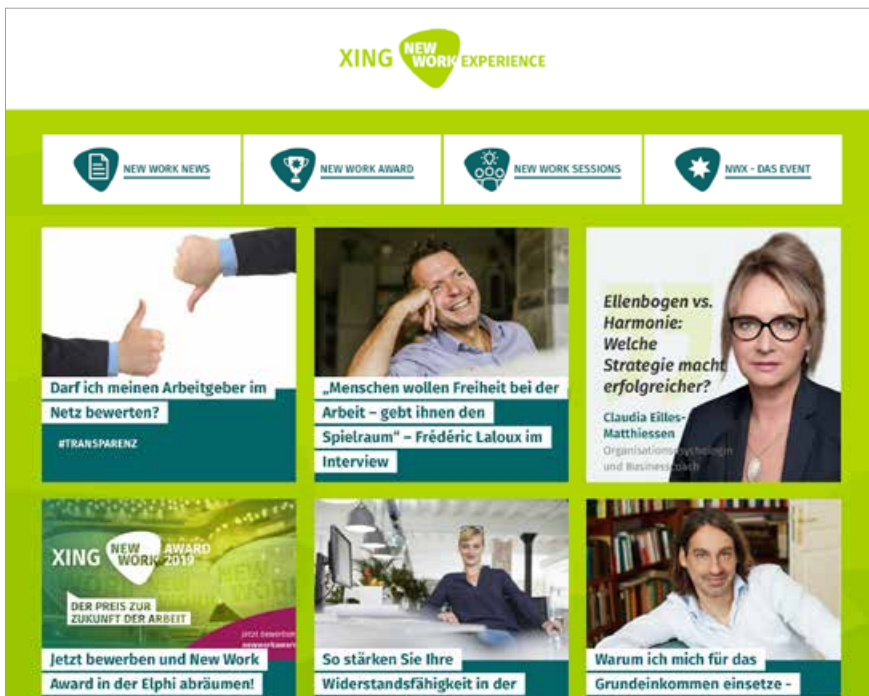 XING NEW WORK EXPERIENCE
NEW WORK NEWS
NEW WORK AWARD
NEW WORK SESSIONS
NWX - DAS EVENT
Darf ich meinen Arbeitgeber im
Netz bewerten?
#TRANSPARENZ
„Menschen wollen Freiheit bei der
Arbeit – gebt ihnen den
Spielraum“ – Frédéric Laloux im
Interview
Ellenbogen vs.
Harmonie:
Welche
Strategie macht
erfolgreicher?
Claudia Eilles-
Matthiessen
Organisationspsychologin
und Businesscoach
XING NEW WORK AWARD
2019
DER PREIS ZUR
ZUKUNFT DER ARBEIT
jetzt bewerben
Jetzt bewerben und New Work
Award in der Elphi abräumen!
So stärken Sie Ihre
Widerstandsfähigkeit in der
Warum ich mich für das
Grundeinkommen einsetze -